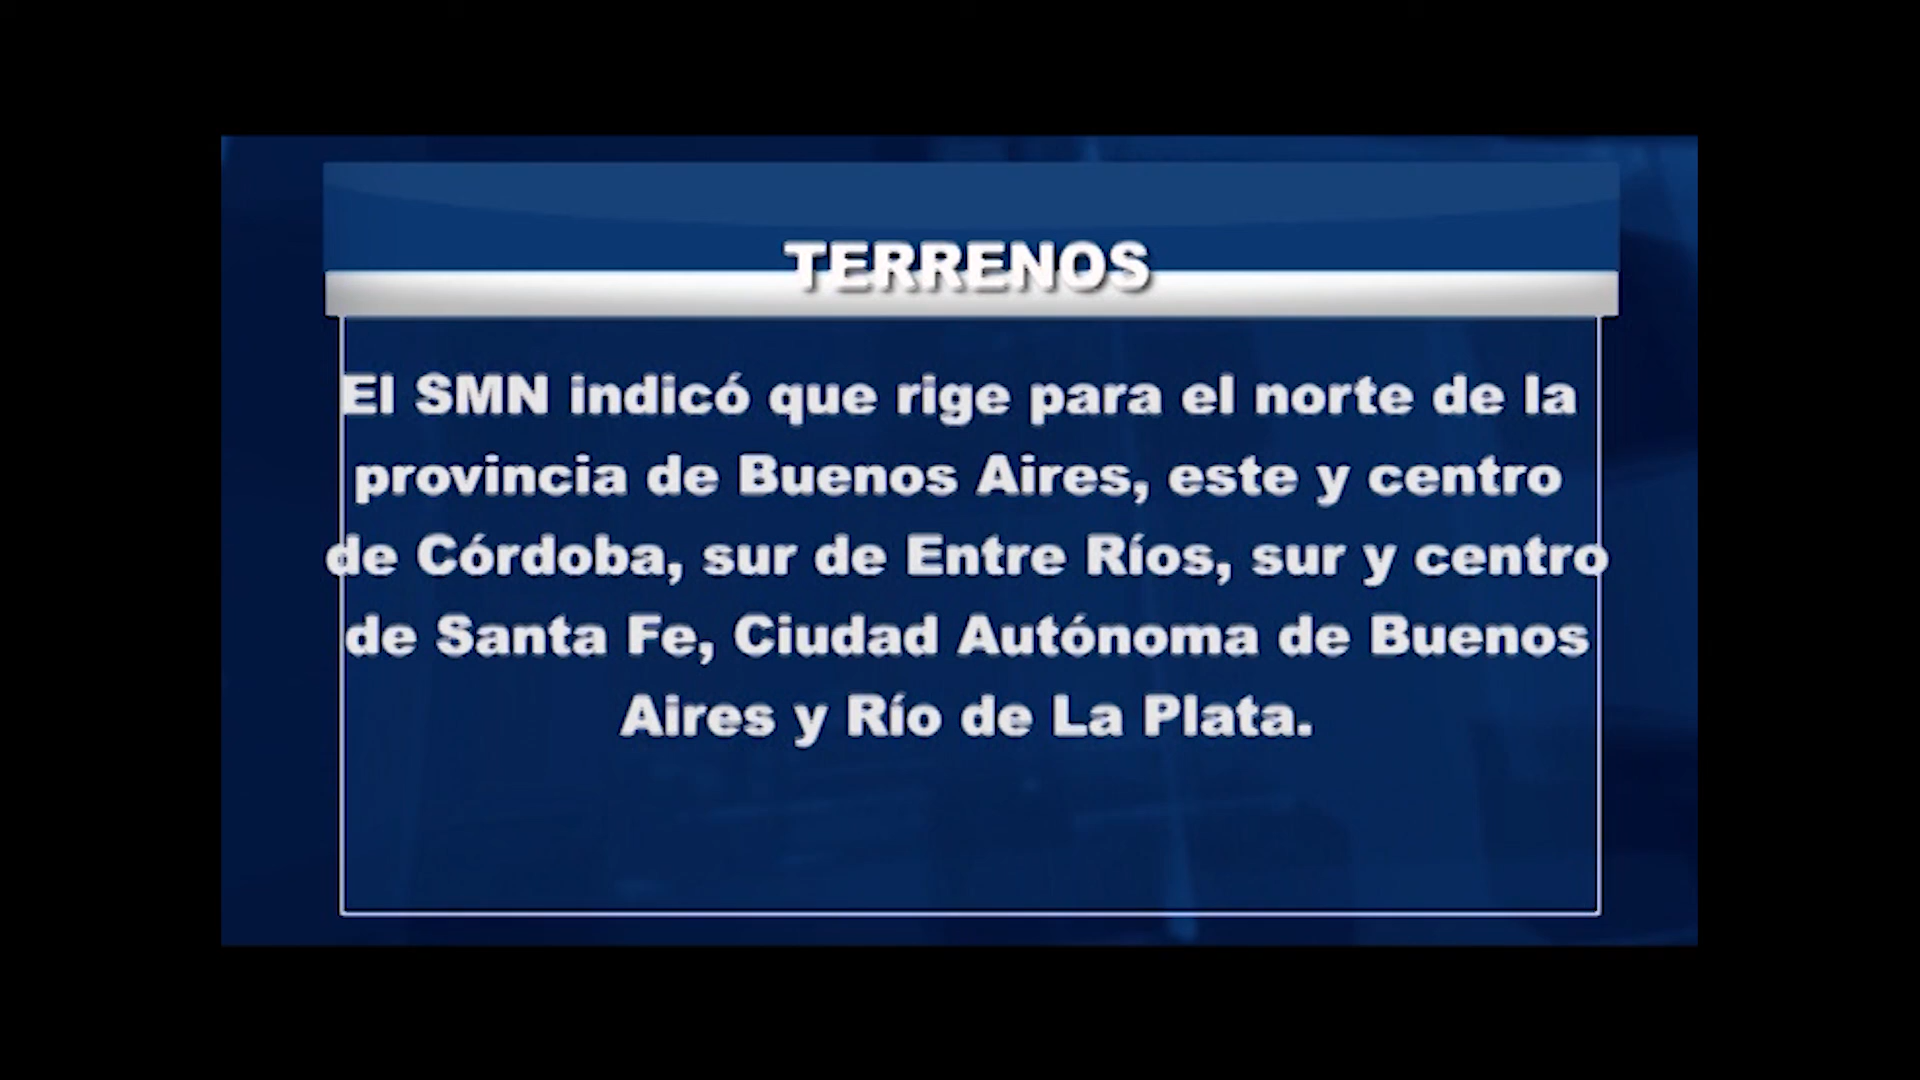 TERRENOS
El SMN indicó que rige para el norte de la
provincia de Buenos Aires, este y centro
de Córdoba, sur de Entre Ríos, sur y centro
de Santa Fe, Ciudad Autónoma de Buenos
Aires y Río de La Plata.